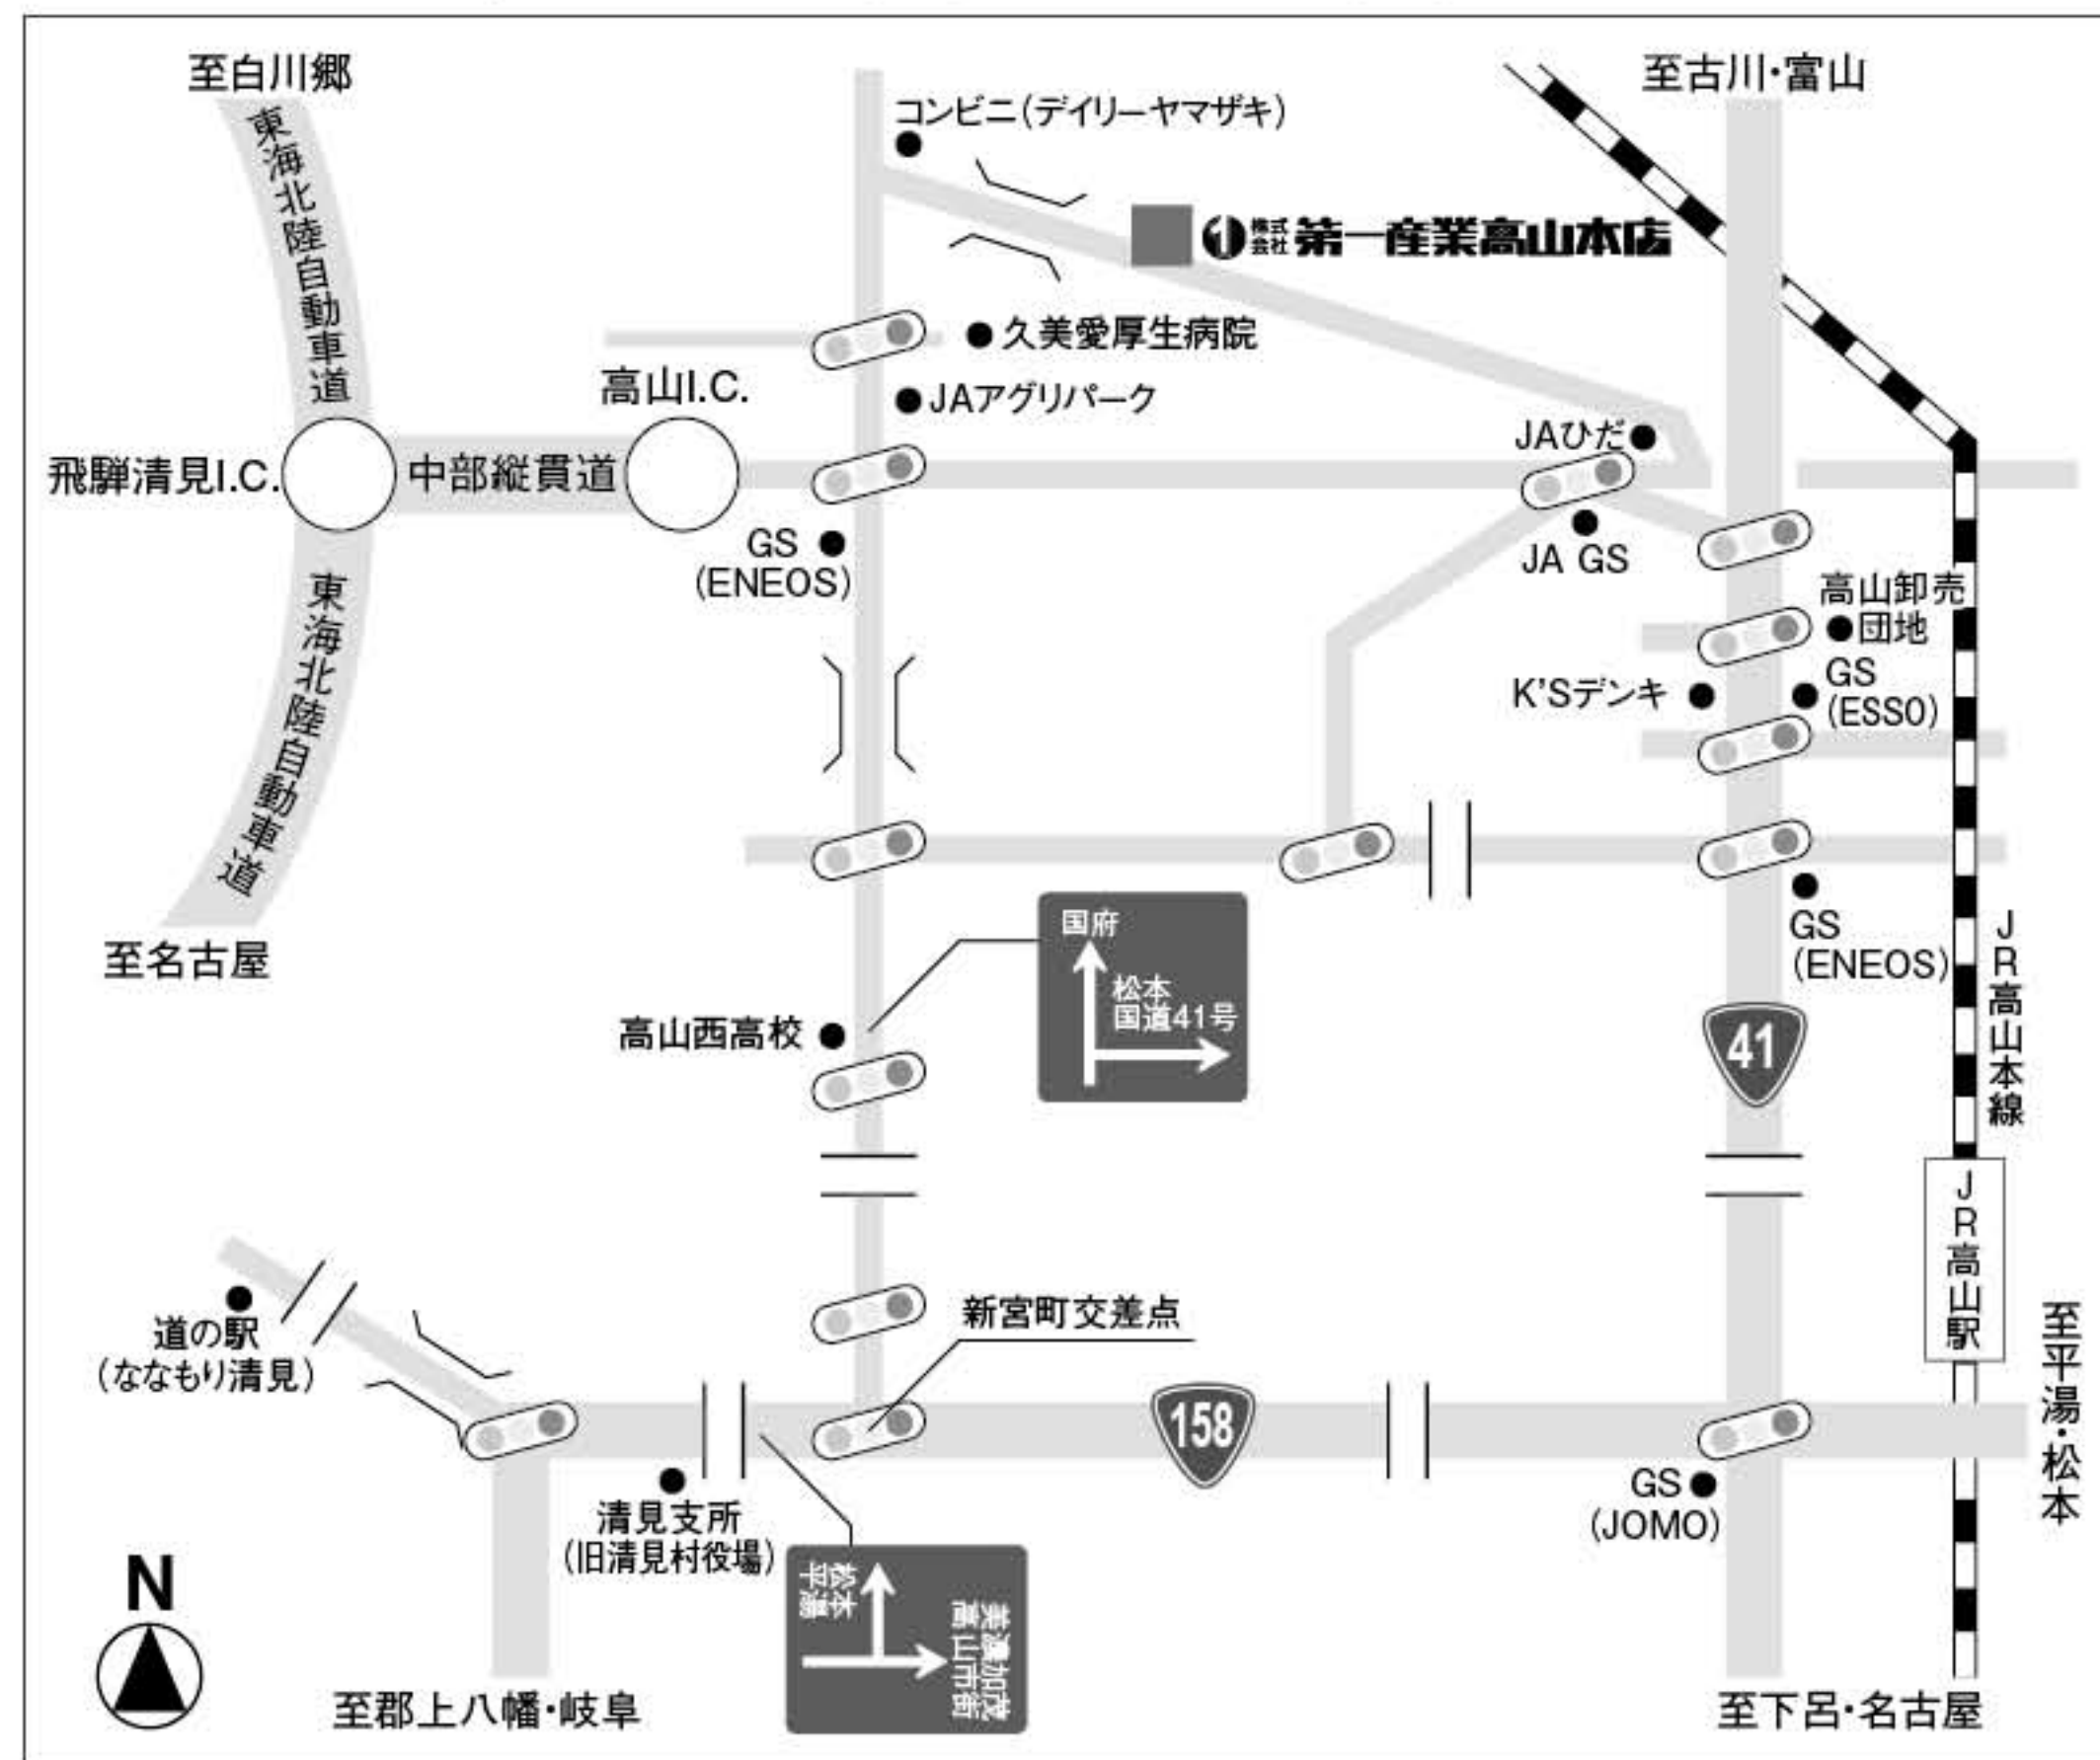 至白川郷
至古川・富山
コンビニ(デイリーヤマザキ)
東海北陸自動車道
株式会社 第一産業高山本店
久美愛厚生病院
高山I.C.
JAアグリパーク
JAひだ
飛騨清見I.C.
中部縦貫道
GS
(ENEOS)
JA GS
高山卸売
団地
東海北陸自動車道
K'Sデンキ
GS
(ESSO)
国府
松本
国道41号
GS
(ENEOS)
至名古屋
高山西高校
41
JR高山本線
JR高山駅
新宮町交差点
道の駅
(ななもり清見)
158
至平湯・松本
清見支所
(旧清見村役場)
GS
(JOMO)
松本
平湯
美濃加茂
高山市街
N
至郡上八幡・岐阜
至下呂・名古屋